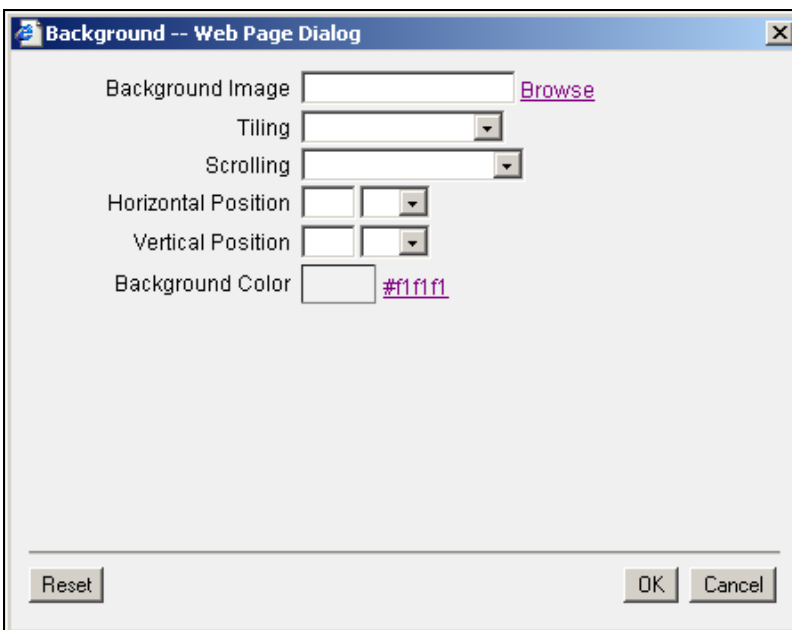 Background -- Web Page Dialog
Background Image Browse
Tiling
Scrolling
Horizontal Position
Vertical Position
Background Color #f1f1f1
Reset OK Cancel